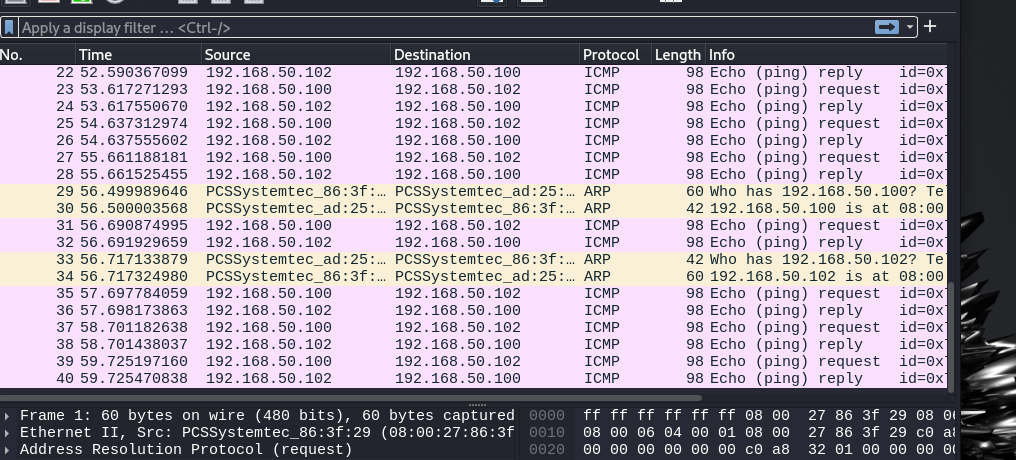 Apply a display filter ... <Ctrl-/>
No. Time Source Destination Protocol Length Info
22 52.590367099 192.168.50.102 192.168.50.100 ICMP 98 Echo (ping) reply id=0x
23 53.617271293 192.168.50.100 192.168.50.102 ICMP 98 Echo (ping) request id=0x
24 53.617550670 192.168.50.102 192.168.50.100 ICMP 98 Echo (ping) reply id=0x
25 54.637312974 192.168.50.100 192.168.50.102 ICMP 98 Echo (ping) request id=0x
26 54.637555602 192.168.50.102 192.168.50.100 ICMP 98 Echo (ping) reply id=0x
27 55.661188181 192.168.50.100 192.168.50.102 ICMP 98 Echo (ping) request id=0x
28 55.661525455 192.168.50.102 192.168.50.100 ICMP 98 Echo (ping) reply id=0x
29 56.499989646 PCSSystemtec_86:3f:… PCSSystemtec_ad:25:… ARP 60 Who has 192.168.50.100? Te
30 56.500003568 PCSSystemtec_ad:25:… PCSSystemtec_86:3f:… ARP 42 192.168.50.100 is at 08:00
31 56.690874995 192.168.50.100 192.168.50.102 ICMP 98 Echo (ping) request id=0x
32 56.691929659 192.168.50.102 192.168.50.100 ICMP 98 Echo (ping) reply id=0x
33 56.717133879 PCSSystemtec_ad:25:… PCSSystemtec_86:3f:… ARP 42 Who has 192.168.50.102? Te
34 56.717324980 PCSSystemtec_86:3f:… PCSSystemtec_ad:25:… ARP 60 192.168.50.102 is at 08:00
35 57.697784059 192.168.50.100 192.168.50.102 ICMP 98 Echo (ping) request id=0x
36 57.698173863 192.168.50.102 192.168.50.100 ICMP 98 Echo (ping) reply id=0x
37 58.701182638 192.168.50.100 192.168.50.102 ICMP 98 Echo (ping) request id=0x
38 58.701438037 192.168.50.102 192.168.50.100 ICMP 98 Echo (ping) reply id=0x
39 59.725197160 192.168.50.100 192.168.50.102 ICMP 98 Echo (ping) request id=0x
40 59.725470838 192.168.50.102 192.168.50.100 ICMP 98 Echo (ping) reply id=0x
Frame 1: 60 bytes on wire (480 bits), 60 bytes captured
Ethernet II, Src: PCSSystemtec_86:3f:29 (08:00:27:86:3f
Address Resolution Protocol (request)
0000 ff ff ff ff ff ff 08 00 27 86 3f 29 08 0
0010 08 00 06 04 00 01 08 00 27 86 3f 29 c0 a
0020 00 00 00 00 00 00 c0 a8 32 01 00 00 00 0